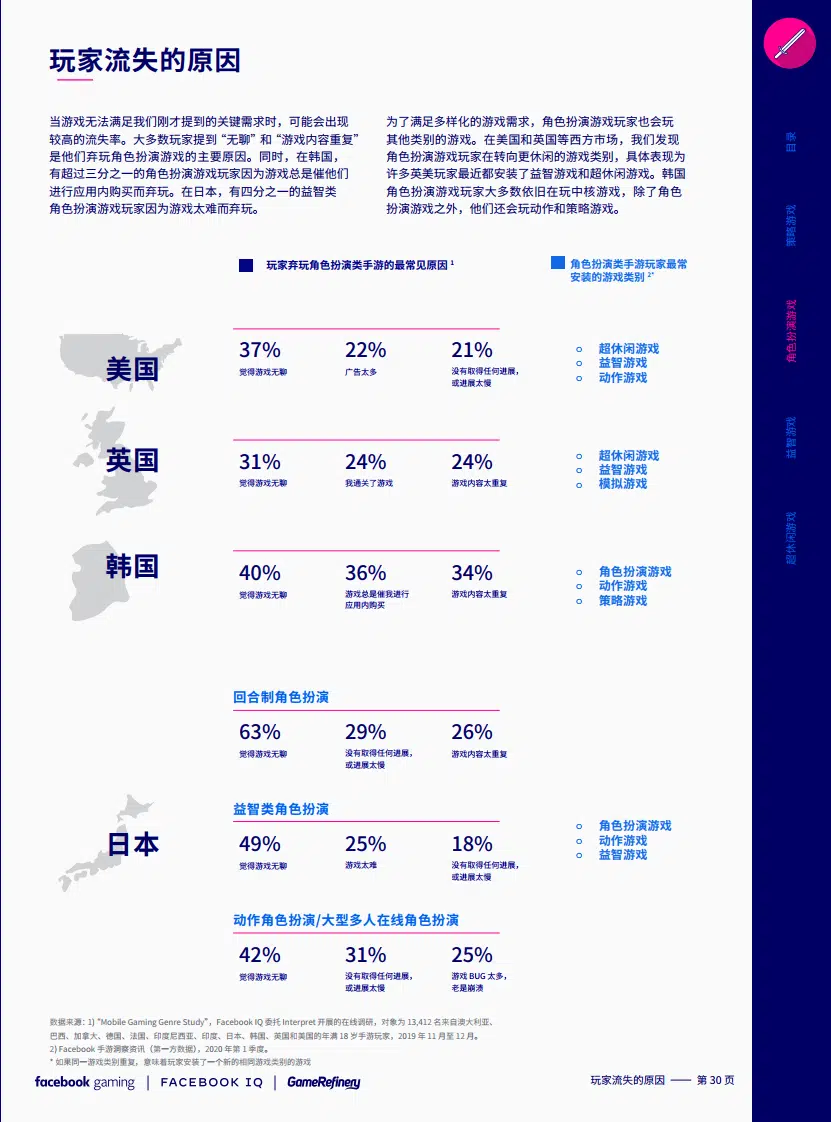 玩家流失的原因
当游戏无法满足我们刚才提到的关键需求时，可能会出现
较高的流失率。大多数玩家提到 “无聊” 和 “游戏内容重复”
是他们弃玩角色扮演游戏的主要原因。同时，在韩国，
有超过三分之一的角色扮演游戏玩家因为游戏总是催他们
进行应用内购买而弃玩。在日本，有四分之一的益智类
角色扮演游戏玩家因为游戏太难而弃玩。
为了满足多样化的游戏需求，角色扮演游戏玩家也会玩
其他类别的游戏。在美国和英国等西方市场，我们发现
角色扮演游戏玩家在转向更休闲的游戏类别，具体表现为
许多英美玩家最近都安装了益智游戏和超休闲游戏。韩国
角色扮演游戏玩家大多数依旧在玩中核游戏，除了角色
扮演游戏之外，他们还会玩动作和策略游戏。
玩家弃玩角色扮演类手游的最常见原因 1
角色扮演类手游玩家最常
安装的游戏类别 2*
美国
37%
觉得游戏无聊
22%
广告太多
21%
没有取得任何进展，
或进展太慢
超休闲游戏
益智游戏
动作游戏
英国
31%
觉得游戏无聊
24%
我通关了游戏
24%
游戏内容太重复
超休闲游戏
益智游戏
模拟游戏
韩国
40%
觉得游戏无聊
36%
游戏总是催我进行
应用内购买
34%
游戏内容太重复
角色扮演游戏
动作游戏
策略游戏
日本
回合制角色扮演
63%
觉得游戏无聊
29%
没有取得任何进展，
或进展太慢
26%
游戏内容太重复
益智类角色扮演
49%
觉得游戏无聊
25%
游戏太难
18%
没有取得任何进展，
或进展太慢
动作角色扮演/大型多人在线角色扮演
42%
觉得游戏无聊
31%
没有取得任何进展，
或进展太慢
25%
游戏 BUG 太多，
老是崩溃
角色扮演游戏
动作游戏
益智游戏
数据来源：1) “Mobile Gaming Genre Study”，Facebook IQ 委托 Interpret 开展的在线调研，对象为 13,412 名来自澳大利亚、
巴西、加拿大、德国、法国、印度尼西亚、印度、日本、韩国、英国和美国的年满 18 岁手游玩家，2019 年 11 月至 12 月。
2) Facebook 手游洞察资讯（第一方数据），2020 年第 1 季度。
* 如果同一游戏类别重复，意味着玩家安装了一个新的相同游戏类别的游戏
facebook gaming | FACEBOOK IQ | GameRefinery
玩家流失的原因 —— 第 30 页
目录
策略游戏
角色扮演游戏
益智游戏
超休闲游戏